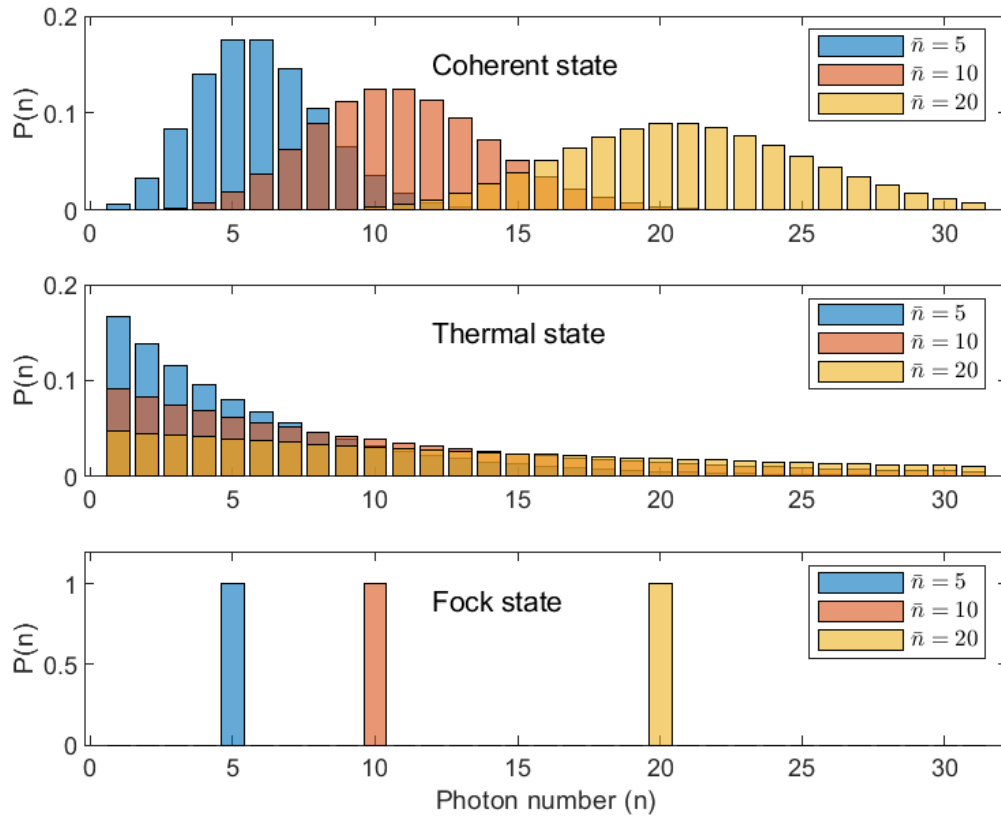 0.2
0.1
0
P(n)
Coherent state
n̄ = 5
n̄ = 10
n̄ = 20
0 5 10 15 20 25 30
0.2
0.1
0
P(n)
Thermal state
n̄ = 5
n̄ = 10
n̄ = 20
0 5 10 15 20 25 30
1
0.5
0
P(n)
Fock state
n̄ = 5
n̄ = 10
n̄ = 20
0 5 10 15 20 25 30
Photon number (n)